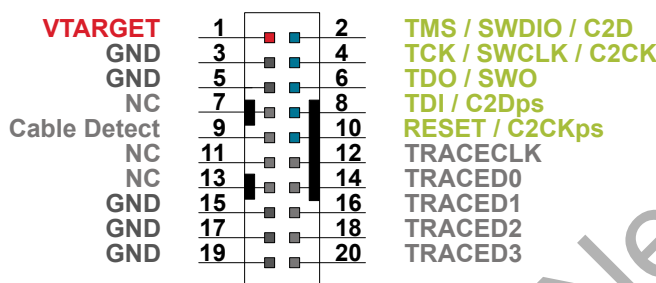 VTARGET 1 2 TMS / SWDIO / C2D
GND 3 4 TCK / SWCLK / C2CK
GND 5 6 TDO / SWO
NC 7 8 TDI / C2Dps
Cable Detect 9 10 RESET / C2CKps
NC 11 12 TRACECLK
NC 13 14 TRACED0
GND 15 16 TRACED1
GND 17 18 TRACED2
GND 19 20 TRACED3